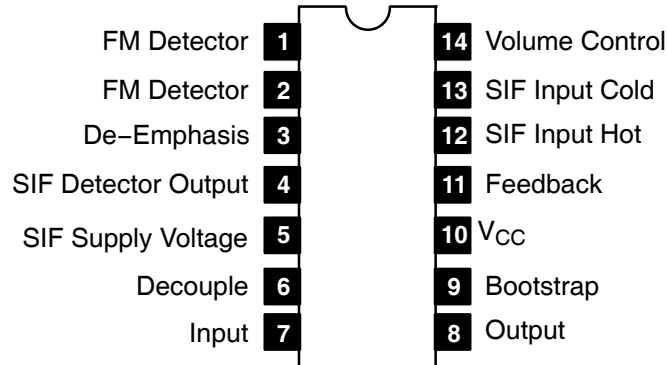 FM Detector 1 14 Volume Control
FM Detector 2 13 SIF Input Cold
De−Emphasis 3 12 SIF Input Hot
SIF Detector Output 4 11 Feedback
SIF Supply Voltage 5 10 VCC
Decouple 6 9 Bootstrap
Input 7 8 Output